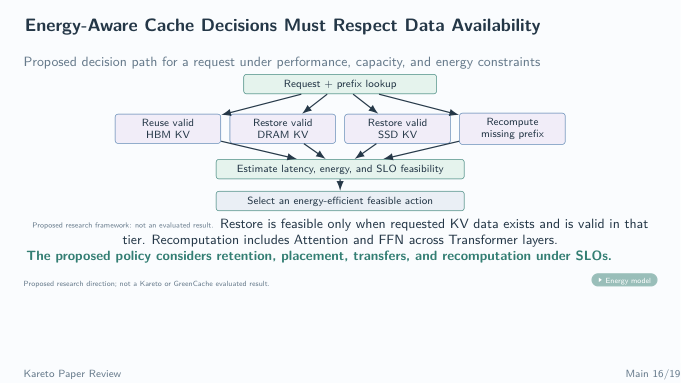 Energy-Aware Cache Decisions Must Respect Data Availability
Proposed decision path for a request under performance, capacity, and energy constraints
Request + prefix lookup
Reuse valid
HBM KV
Restore valid
DRAM KV
Restore valid
SSD KV
Recompute
missing prefix
Estimate latency, energy, and SLO feasibility
Select an energy-efficient feasible action
Proposed research framework: not an evaluated result. Restore is feasible only when requested KV data exists and is valid in that
tier. Recomputation includes Attention and FFN across Transformer layers.
The proposed policy considers retention, placement, transfers, and recomputation under SLOs.
Proposed research direction; not a Kareto or GreenCache evaluated result.
Energy model
Kareto Paper Review
Main 16/19